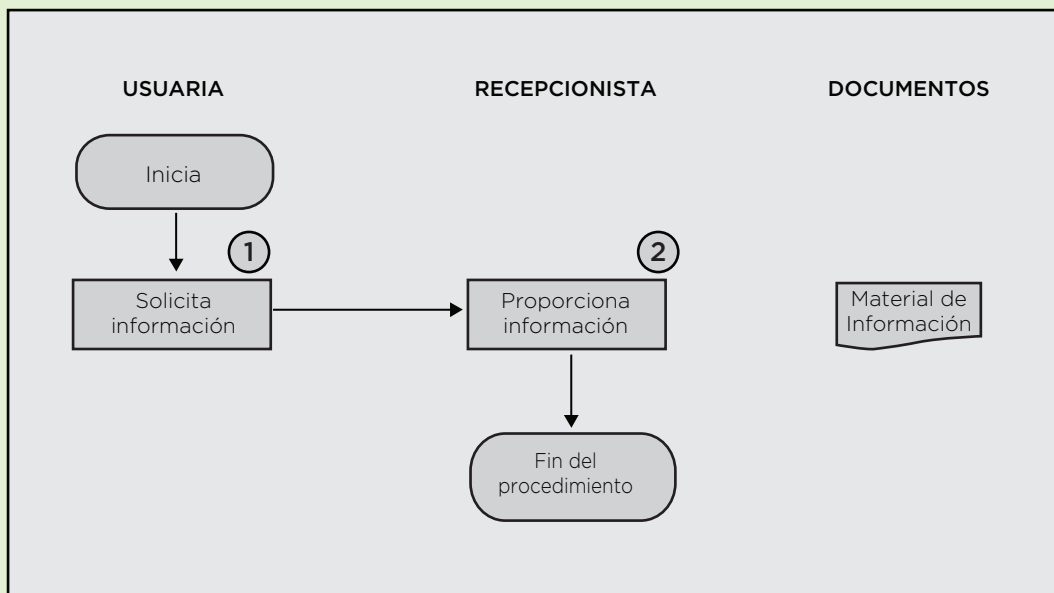 USUARIA
RECEPCIONISTA
DOCUMENTOS
Inicia
1
2
Solicita
información
Proporciona
información
Material de
Información
Fin del
procedimiento